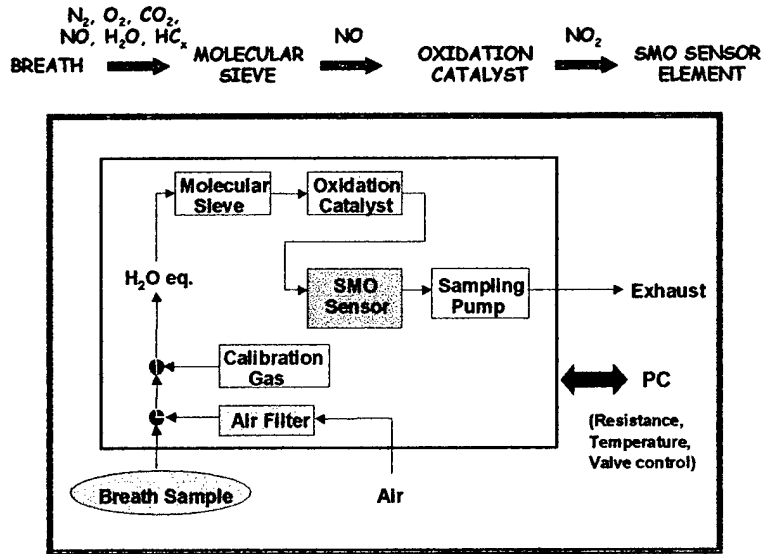 N₂, O₂, CO₂,
NO, H₂O, HCₓ
BREATH
MOLECULAR
SIEVE
NO
OXIDATION
CATALYST
NO₂
SMO SENSOR
ELEMENT
Molecular
Sieve
Oxidation
Catalyst
H₂O eq.
SMO
Sensor
Sampling
Pump
Exhaust
Calibration
Gas
PC
Air Filter
(Resistance,
Temperature,
Valve control)
Breath Sample
Air